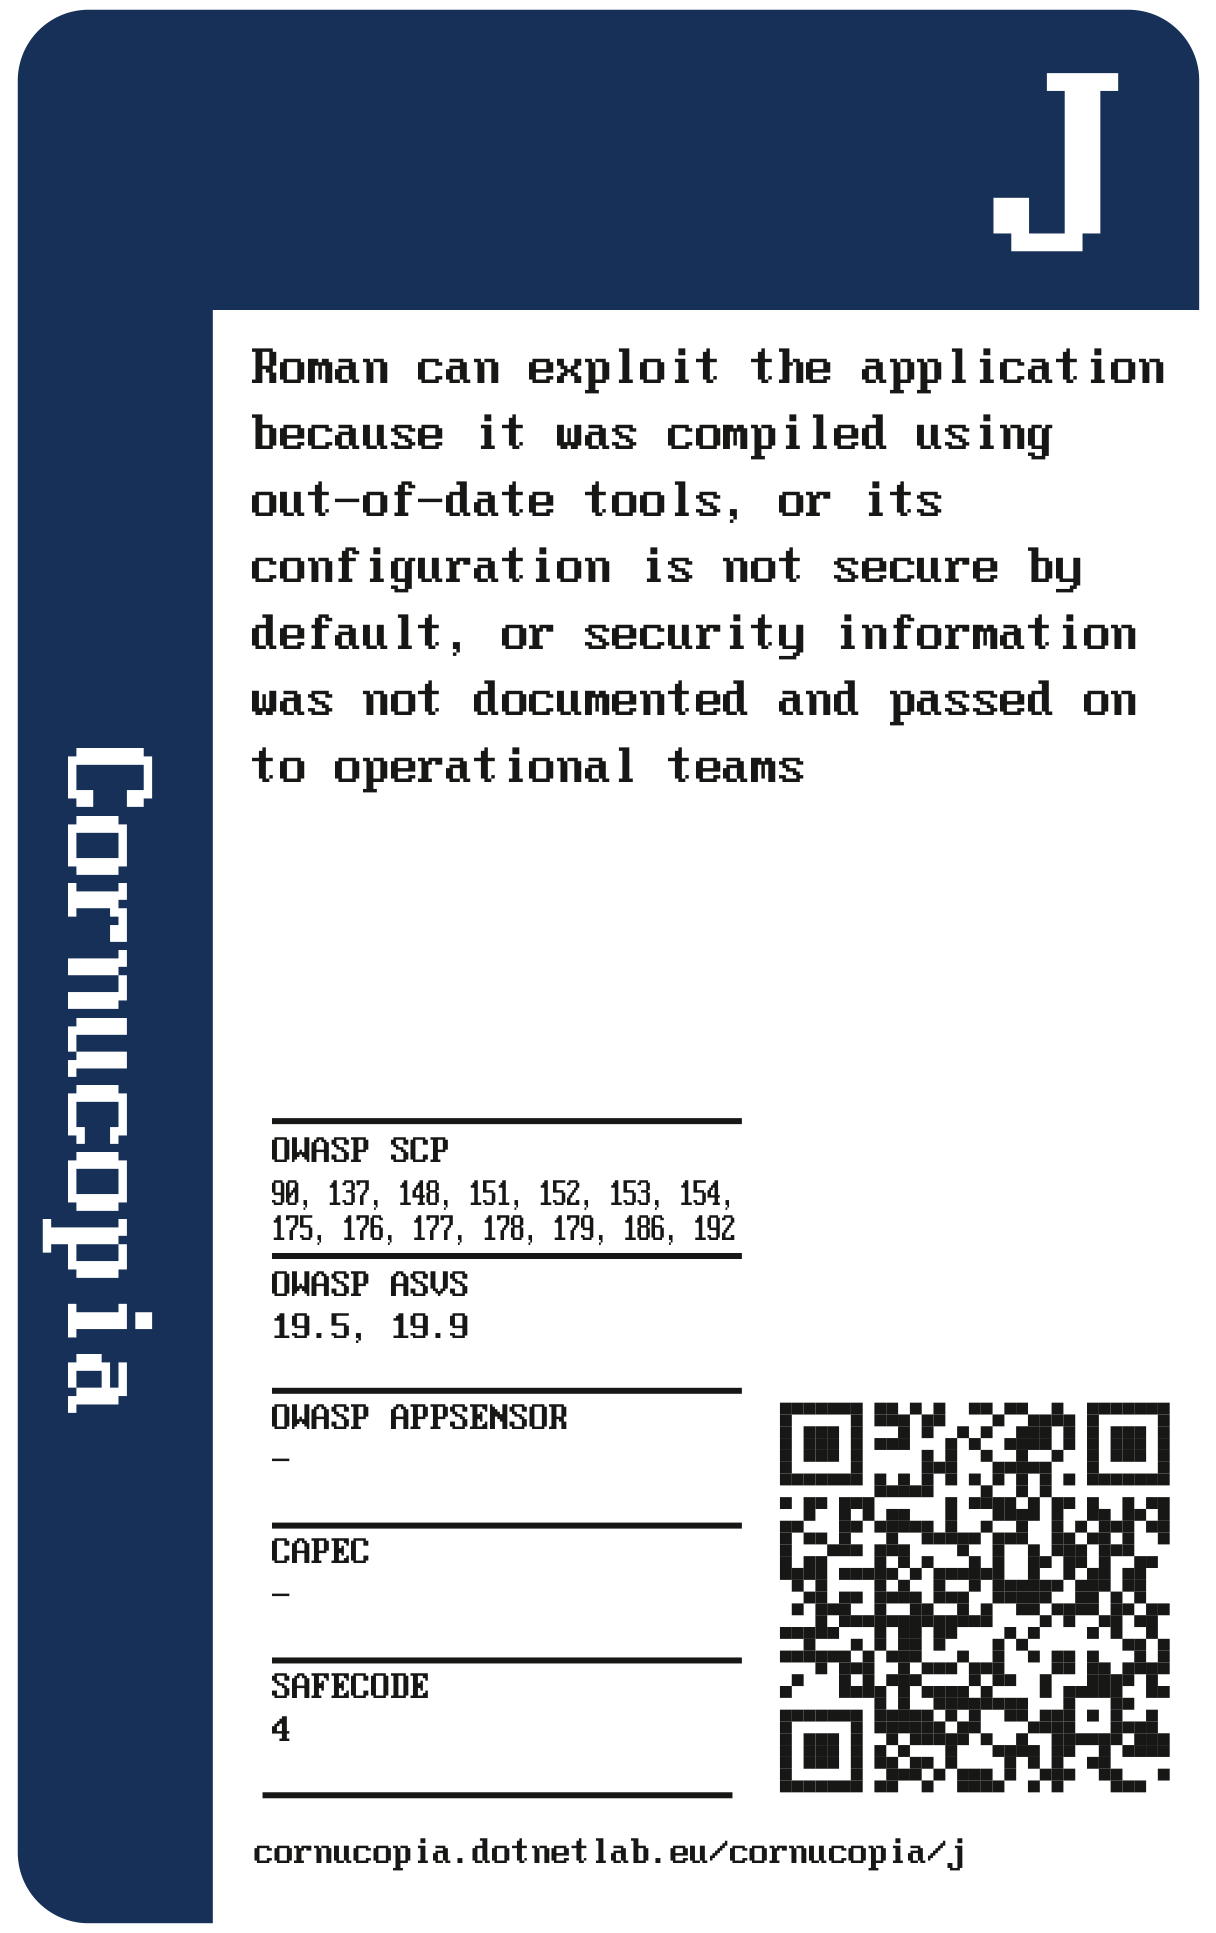 J
Cornucopia
Roman can exploit the application
because it was compiled using
out-of-date tools, or its
configuration is not secure by
default, or security information
was not documented and passed on
to operational teams
OWASP SCP
90, 137, 148, 151, 152, 153, 154,
175, 176, 177, 178, 179, 186, 192
OWASP ASVS
19.5, 19.9
OWASP APPSENSOR
–
CAPEC
–
SAFECODE
4
cornucopia.dotnetlab.eu/cornucopia/j